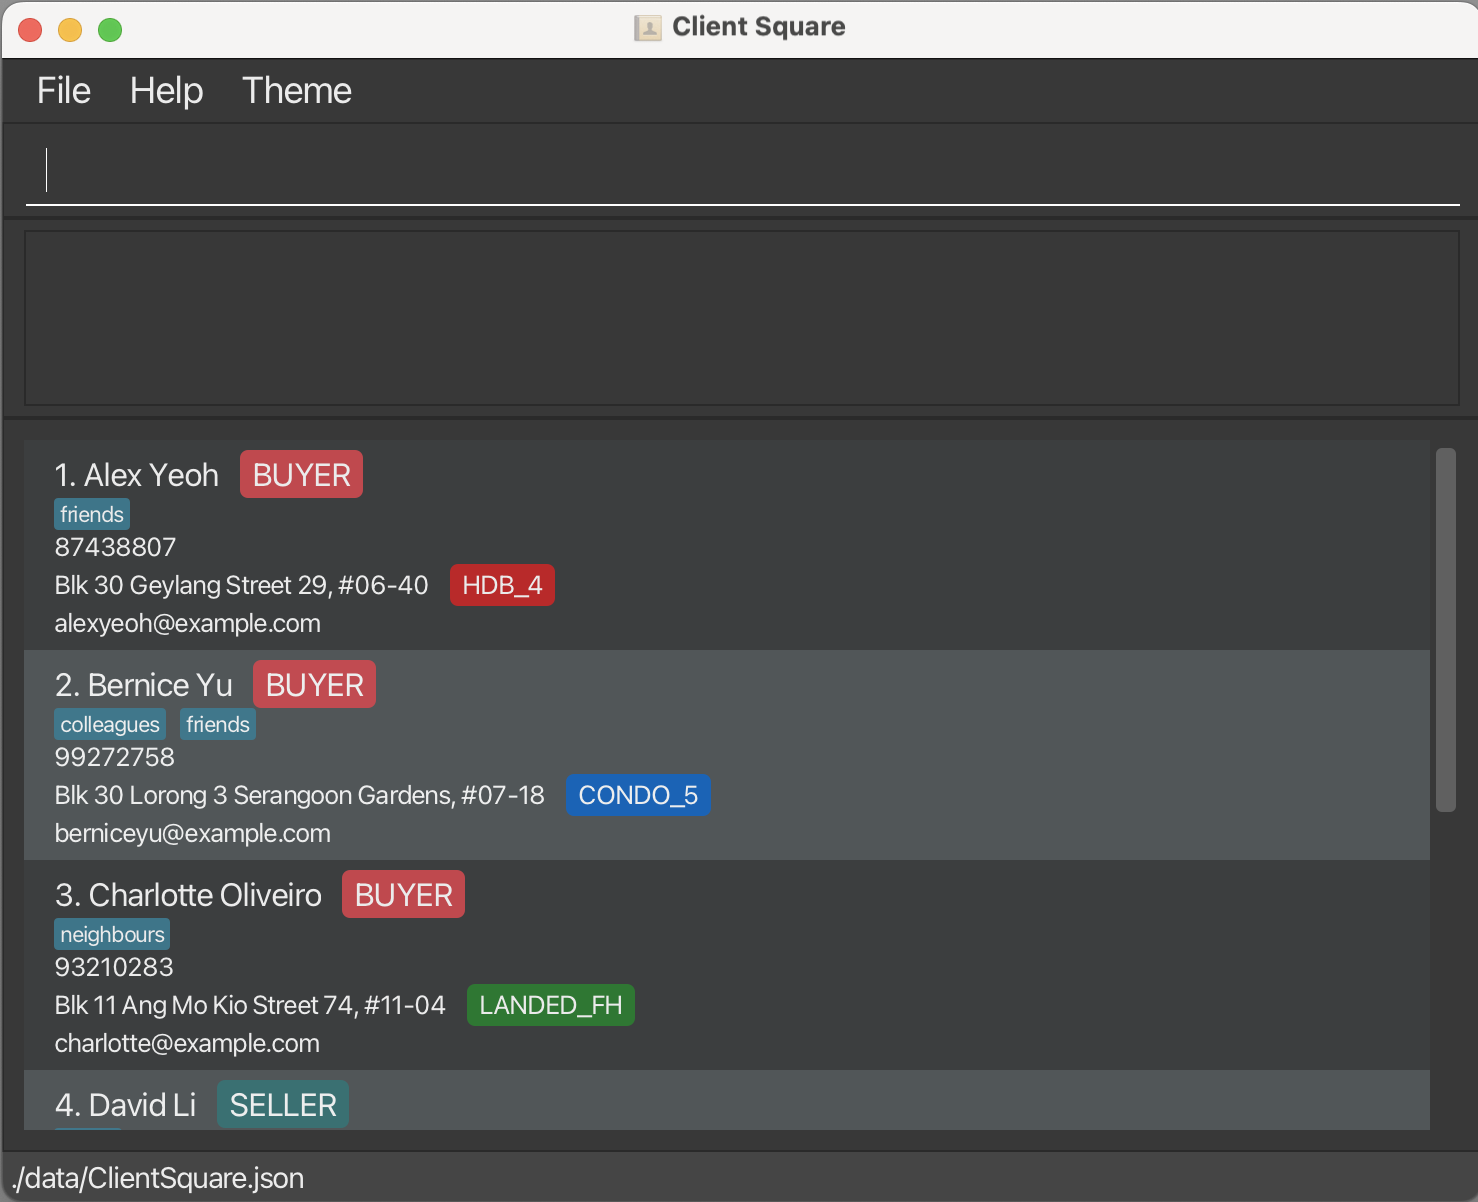 Client Square
File Help Theme
1. Alex Yeoh BUYER
friends
87438807
Blk 30 Geylang Street 29, #06-40 HDB_4
alexyeoh@example.com
2. Bernice Yu BUYER
colleagues friends
99272758
Blk 30 Lorong 3 Serangoon Gardens, #07-18 CONDO_5
berniceyu@example.com
3. Charlotte Oliveiro BUYER
neighbours
93210283
Blk 11 Ang Mo Kio Street 74, #11-04 LANDED_FH
charlotte@example.com
4. David Li SELLER
./data/ClientSquare.json